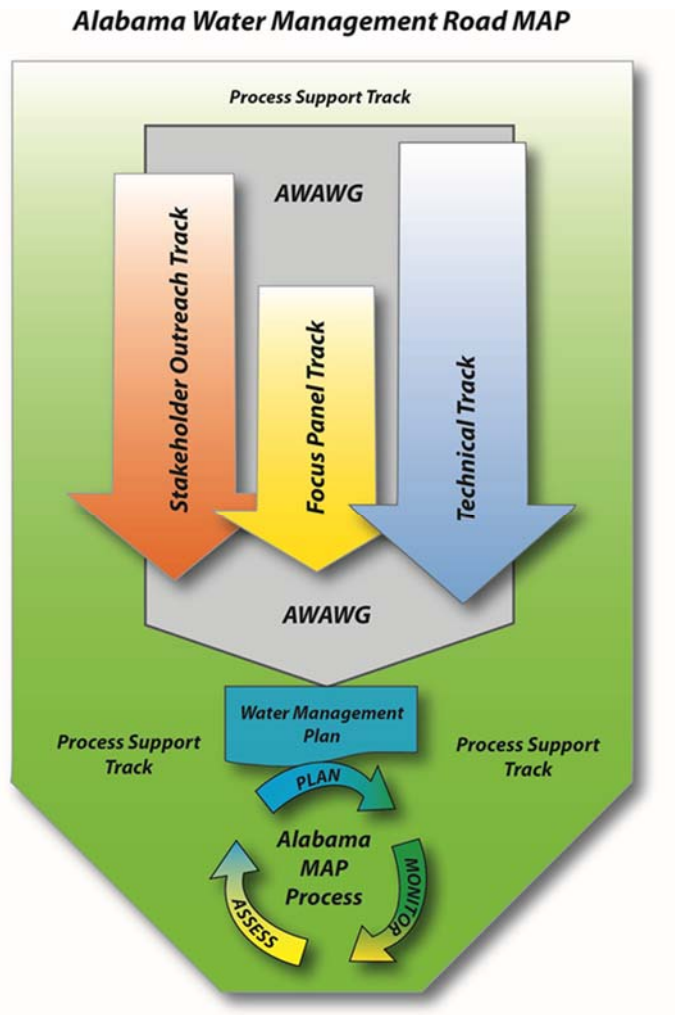 Alabama Water Management Road MAP
Process Support Track
AWAWG
Stakeholder Outreach Track
Focus Panel Track
Technical Track
AWAWG
Water Management
Plan
Process Support
Track
Process Support
Track
PLAN
Alabama
MAP
Process
MONITOR
ASSESS